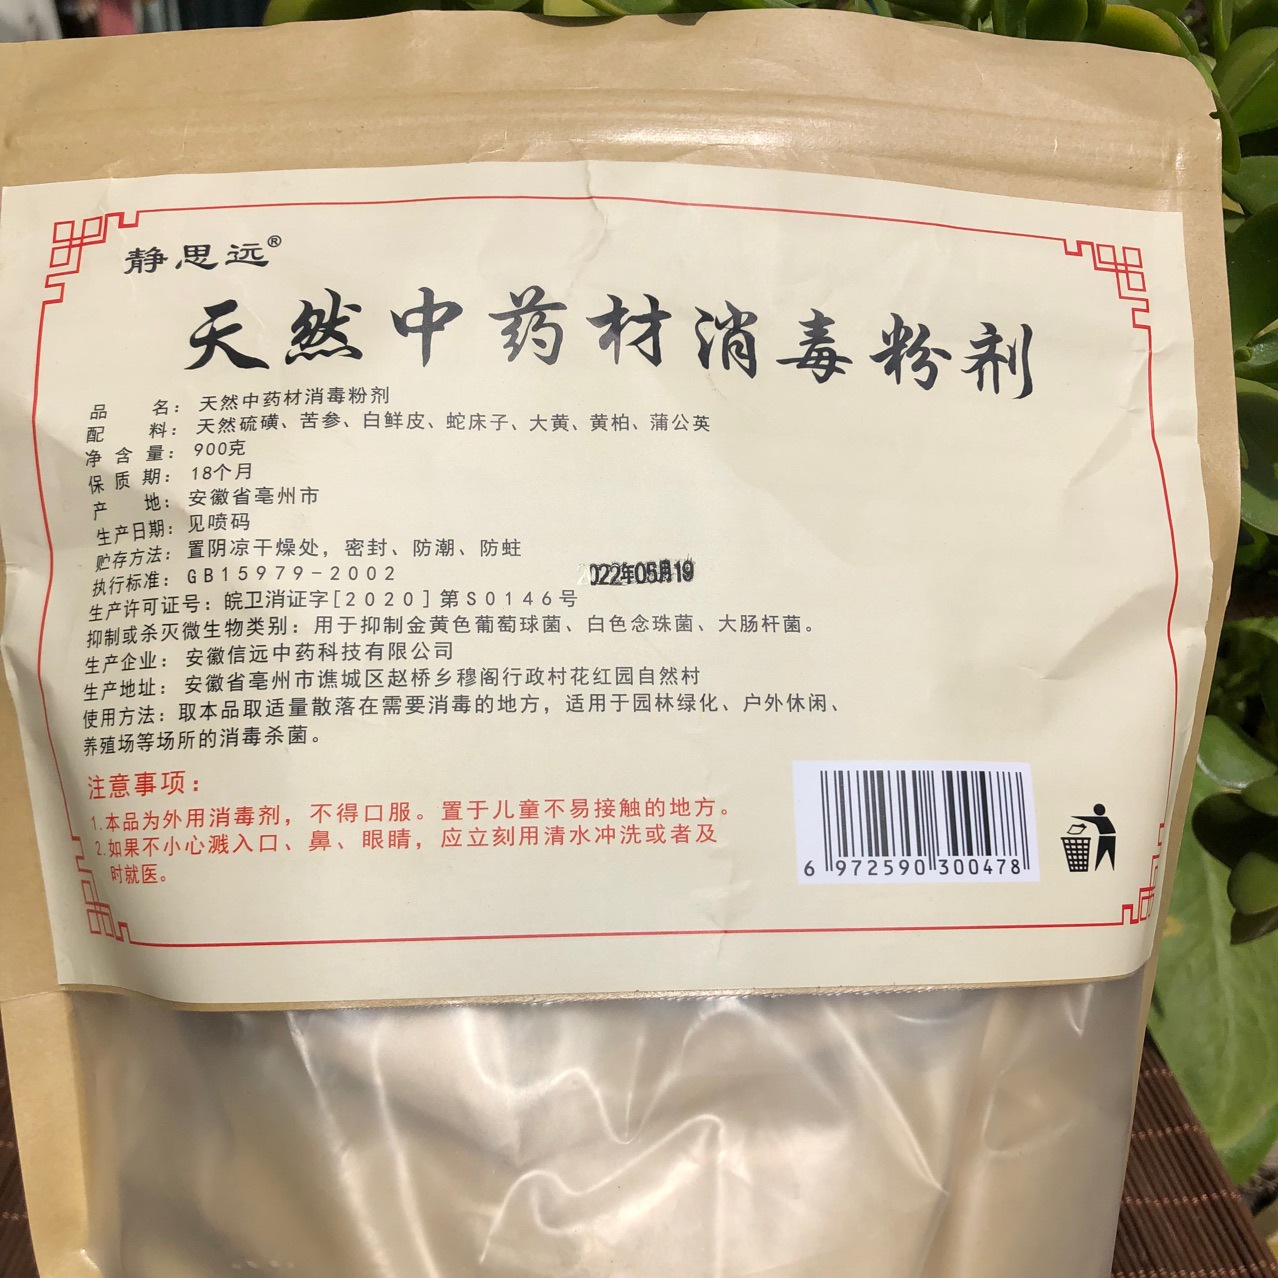 静思远®
天然中药材消毒粉剂
品 名：天然中药材消毒粉剂
配 料：天然硫磺、苦参、白鲜皮、蛇床子、大黄、黄柏、蒲公英
净含量：900克
保质期：18个月
产 地：安徽省亳州市
生产日期：见喷码
贮存方法：置阴凉干燥处，密封、防潮、防蛀
执行标准：GB15979-2002
2022年05月19
生产许可证号：皖卫消证字[2020]第S0146号
抑制或杀灭微生物类别：用于抑制金黄色葡萄球菌、白色念珠菌、大肠杆菌。
生产企业：安徽信远中药科技有限公司
生产地址：安徽省亳州市谯城区赵桥乡穆阁行政村花红园自然村
使用方法：取本品取适量散落在需要消毒的地方，适用于园林绿化、户外休闲、
养殖场等场所的消毒杀菌。
注意事项：
1.本品为外用消毒剂，不得口服。置于儿童不易接触的地方。
2.如果不小心溅入口、鼻、眼睛，应立刻用清水冲洗或者及
时就医。
6 972590 300478